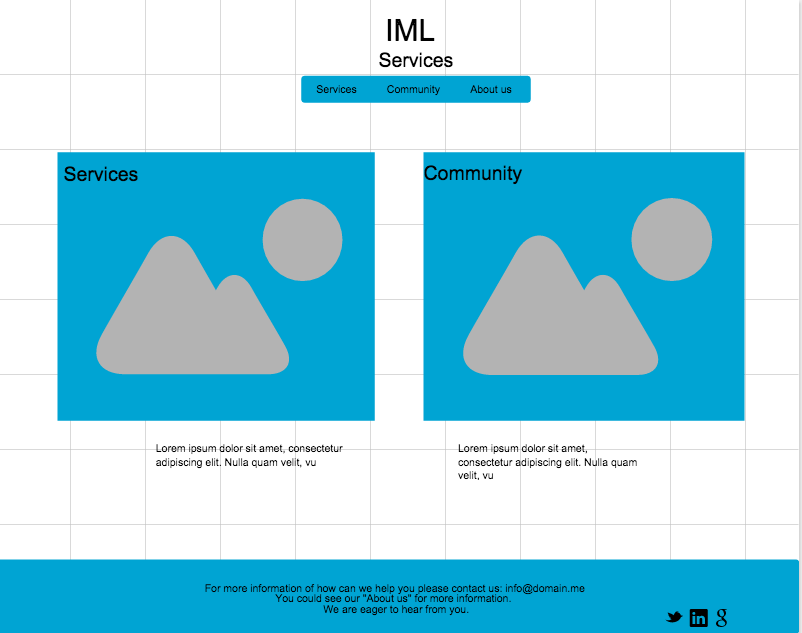 IML
Services
Services Community About us
Services
Community
Lorem ipsum dolor sit amet, consectetur
adipiscing elit. Nulla quam velit, vu
Lorem ipsum dolor sit amet,
consectetur adipiscing elit. Nulla quam
velit, vu
For more information of how can we help you please contact us: info@domain.me
You could see our "About us" for more information.
We are eager to hear from you.